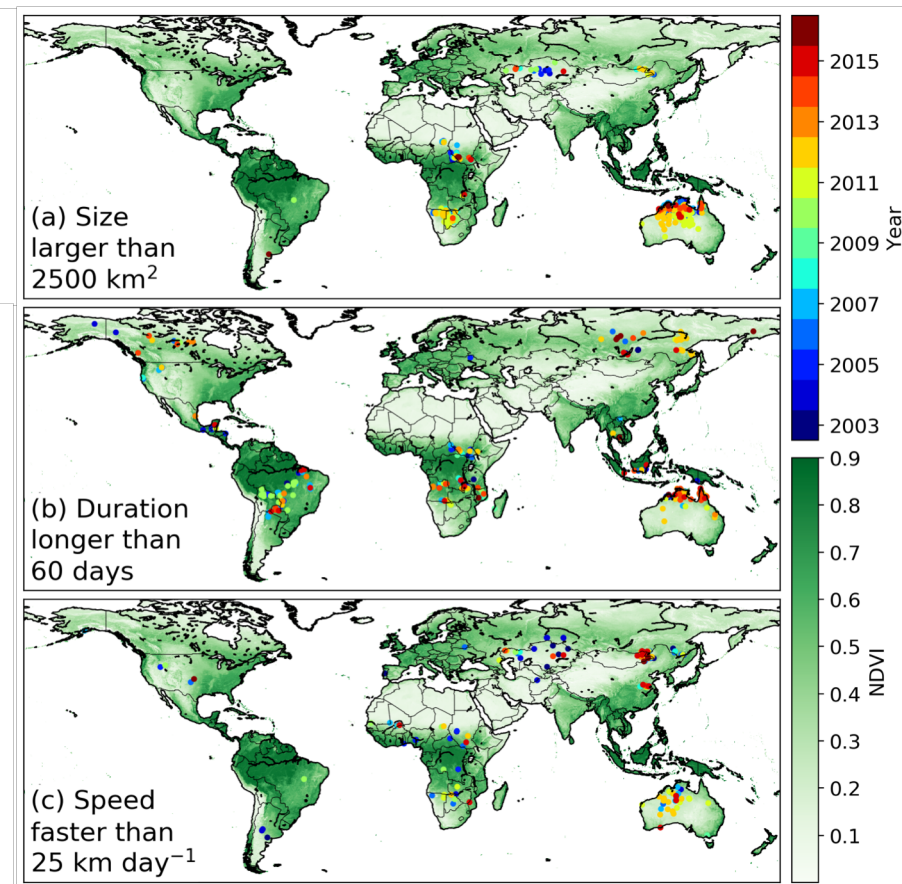 (a) Size
larger than
2500 km²
(b) Duration
longer than
60 days
(c) Speed
faster than
25 km day⁻¹
2015
2013
2011
2009
2007
2005
2003
Year
0.9
0.8
0.7
0.6
0.5
0.4
0.3
0.2
0.1
NDVI